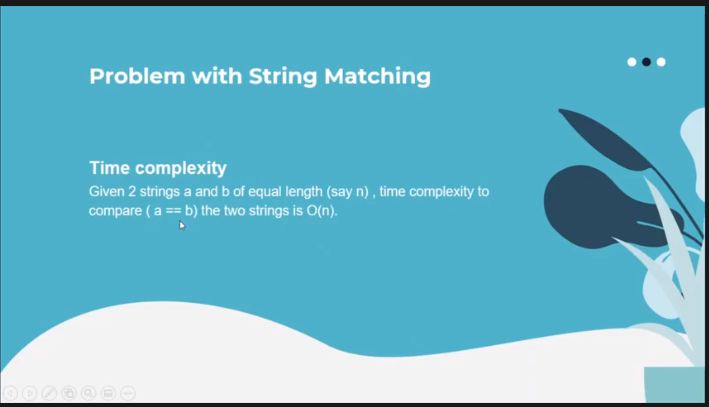 Problem with String Matching
Time complexity
Given 2 strings a and b of equal length (say n) , time complexity to
compare ( a == b) the two strings is O(n).